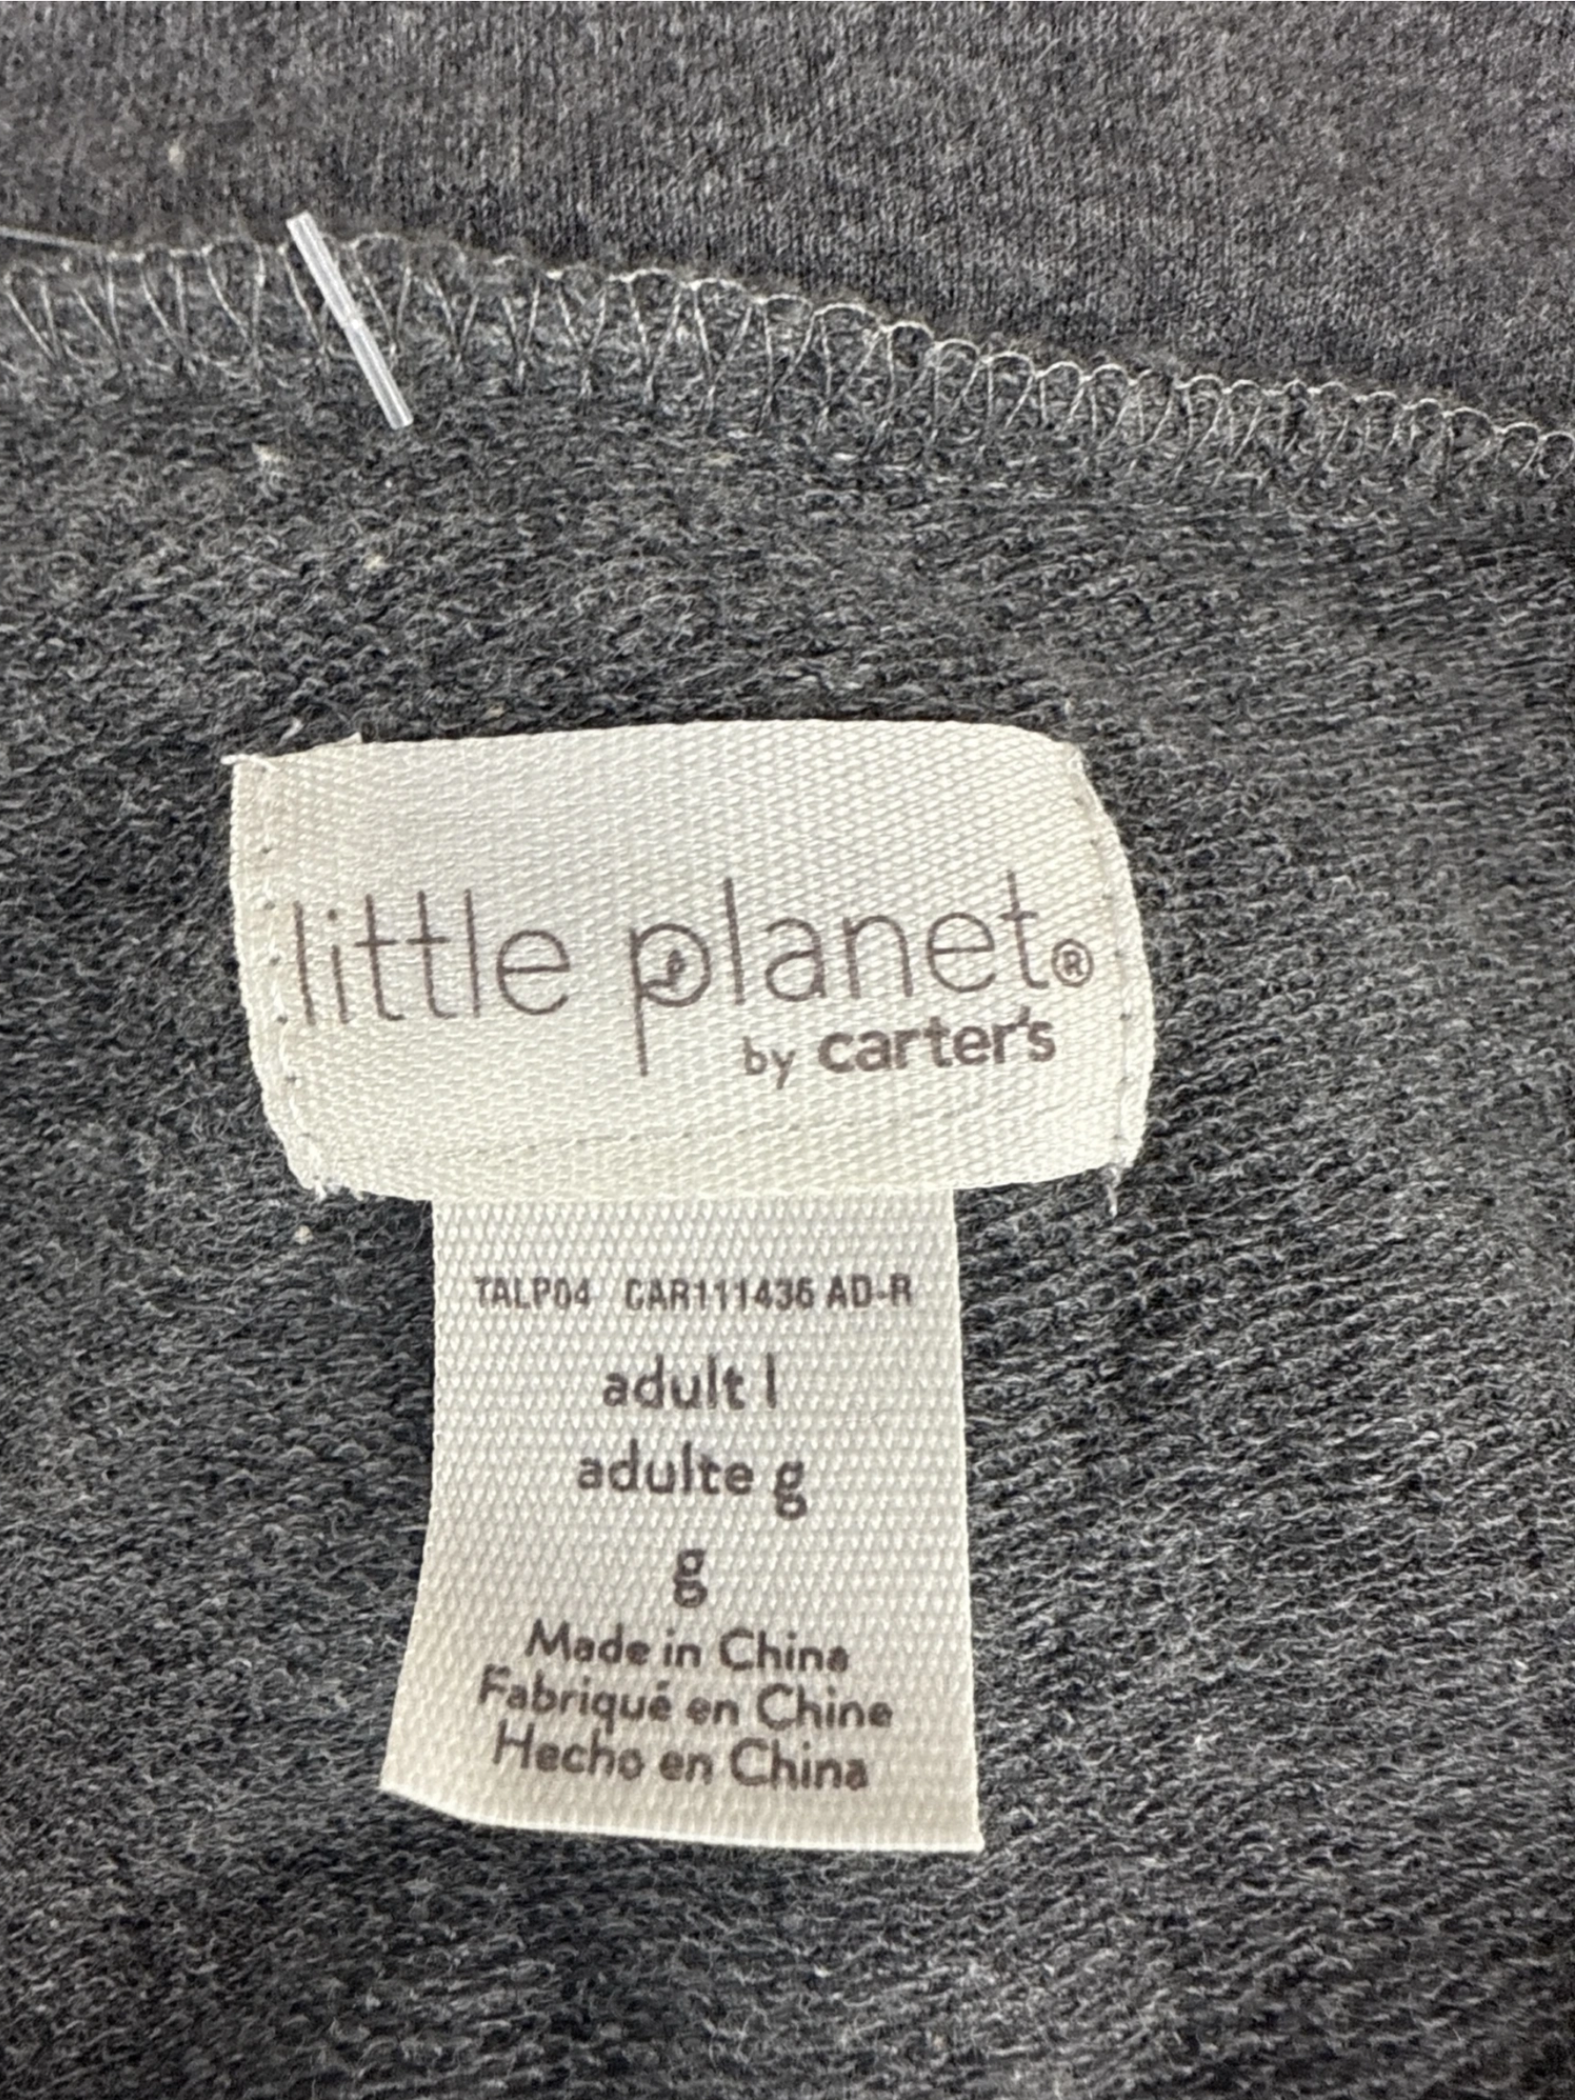 little planet®
by carter's
TALP04 CAR111436 AD-R
adult l
adulte g
g
Made in China
Fabriqué en Chine
Hecho en China